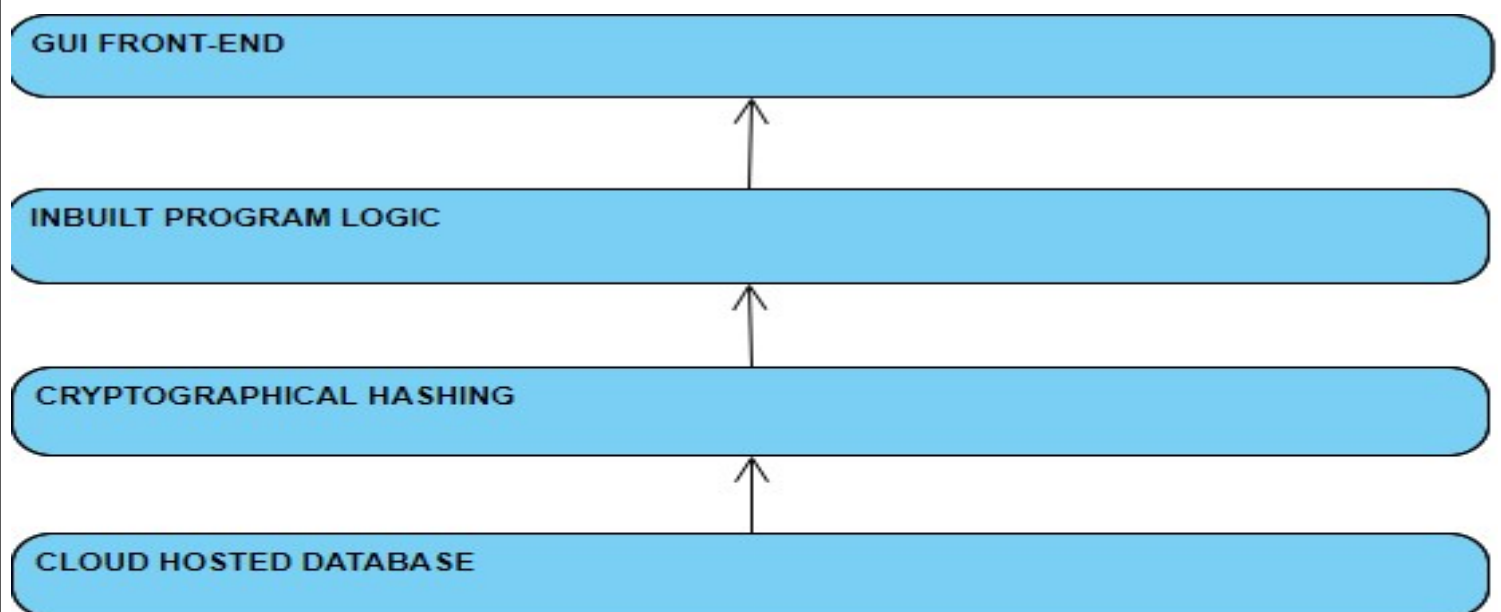 GUI FRONT-END
INBUILT PROGRAM LOGIC
CRYPTOGRAPHICAL HASHING
CLOUD HOSTED DATABASE